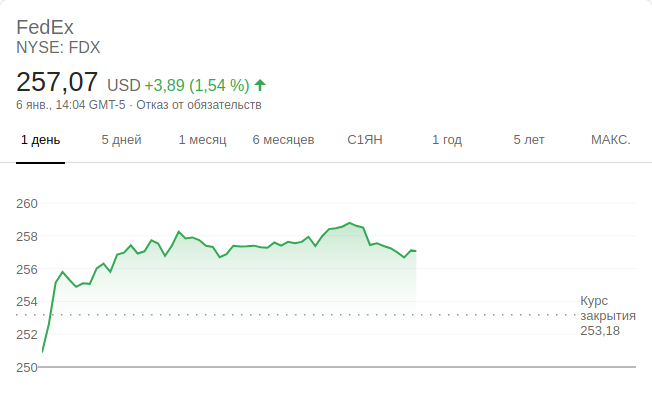 FedEx
NYSE: FDX
257,07 USD +3,89 (1,54 %)
6 янв., 14:04 GMT-5 · Отказ от обязательств
1 день 5 дней 1 месяц 6 месяцев С1ЯН 1 год 5 лет МАКС.
260
258
256
254
252
250
Курс
закрытия
253,18